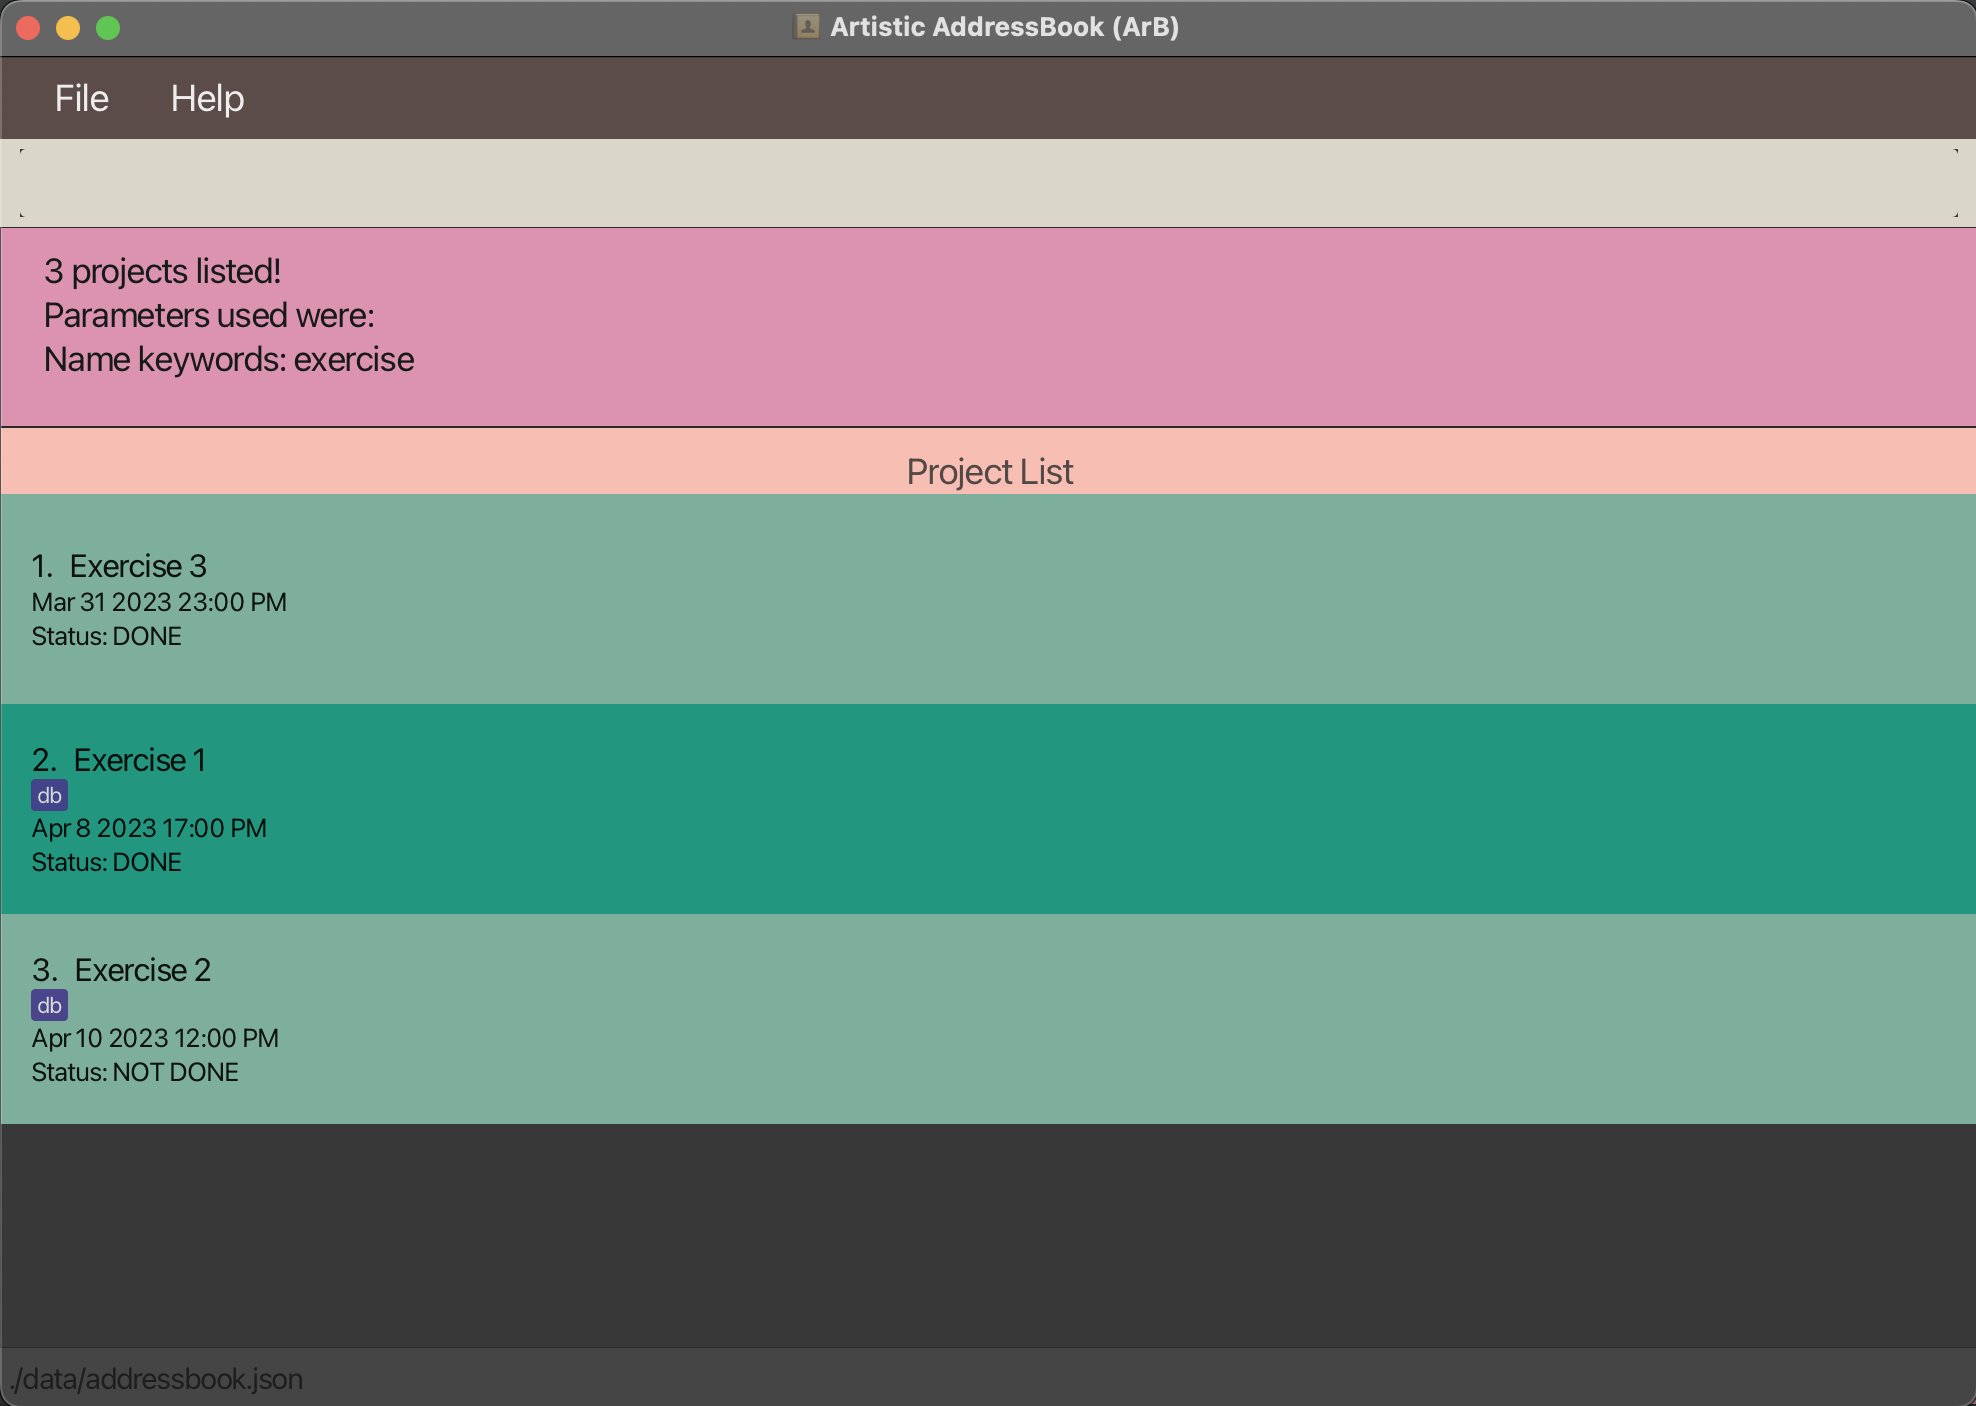 Artistic AddressBook (ArB)
File Help
3 projects listed!
Parameters used were:
Name keywords: exercise
Project List
1. Exercise 3
Mar 31 2023 23:00 PM
Status: DONE
2. Exercise 1
db
Apr 8 2023 17:00 PM
Status: DONE
3. Exercise 2
db
Apr 10 2023 12:00 PM
Status: NOT DONE
./data/addressbook.json